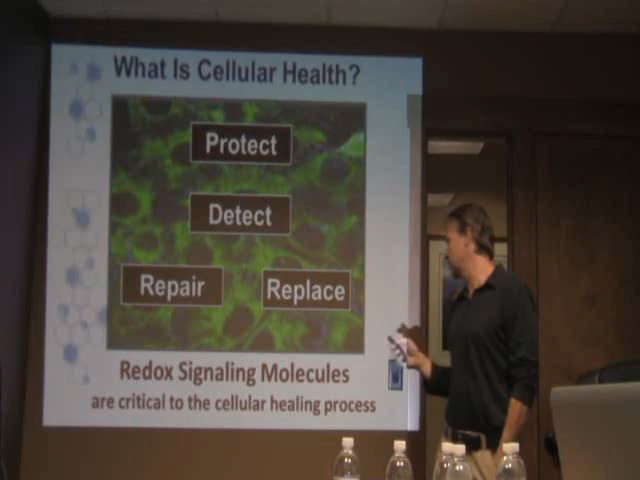 What Is Cellular Health?
Protect
Detect
Repair Replace
Redox Signaling Molecules
are critical to the cellular healing process